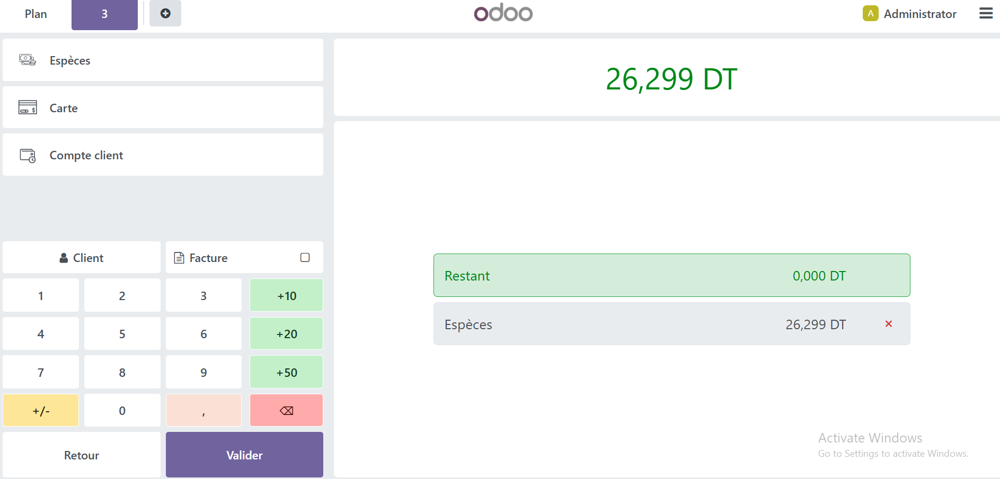 Plan
3
odoo
A
Administrator
Espèces
Carte
Compte client
Client
Facture
1
2
3
+10
4
5
6
+20
7
8
9
+50
+/-
0
,
Retour
Valider
26,299 DT
Restant
0,000 DT
Espèces
26,299 DT
Activate Windows
Go to Settings to activate Windows.